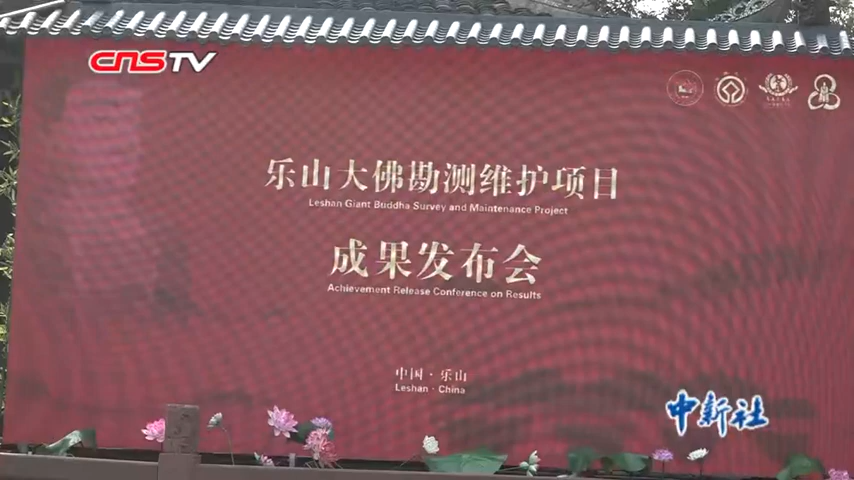 CNSTV
乐山大佛勘测维护项目
Leshan Giant Buddha Survey and Maintenance Project
成果发布会
Achievement Release Conference on Results
中国·乐山
Leshan·China
中新社